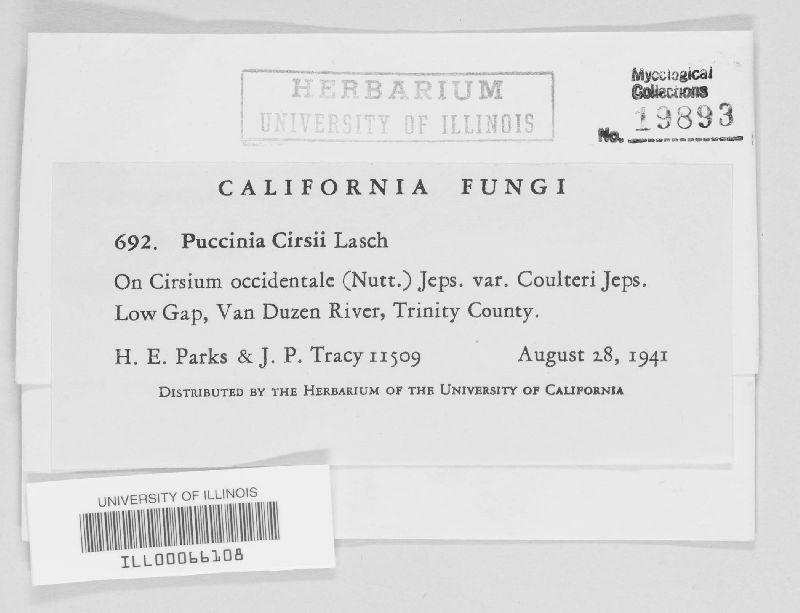 HERBARIUM
UNIVERSITY OF ILLINOIS
Mycological
Collections
No. 19893
CALIFORNIA FUNGI
692. Puccinia Cirsii Lasch
On Cirsium occidentale (Nutt.) Jeps. var. Coulteri Jeps.
Low Gap, Van Duzen River, Trinity County.
H. E. Parks & J. P. Tracy 11509 August 28, 1941
DISTRIBUTED BY THE HERBARIUM OF THE UNIVERSITY OF CALIFORNIA
UNIVERSITY OF ILLINOIS
ILL00066108